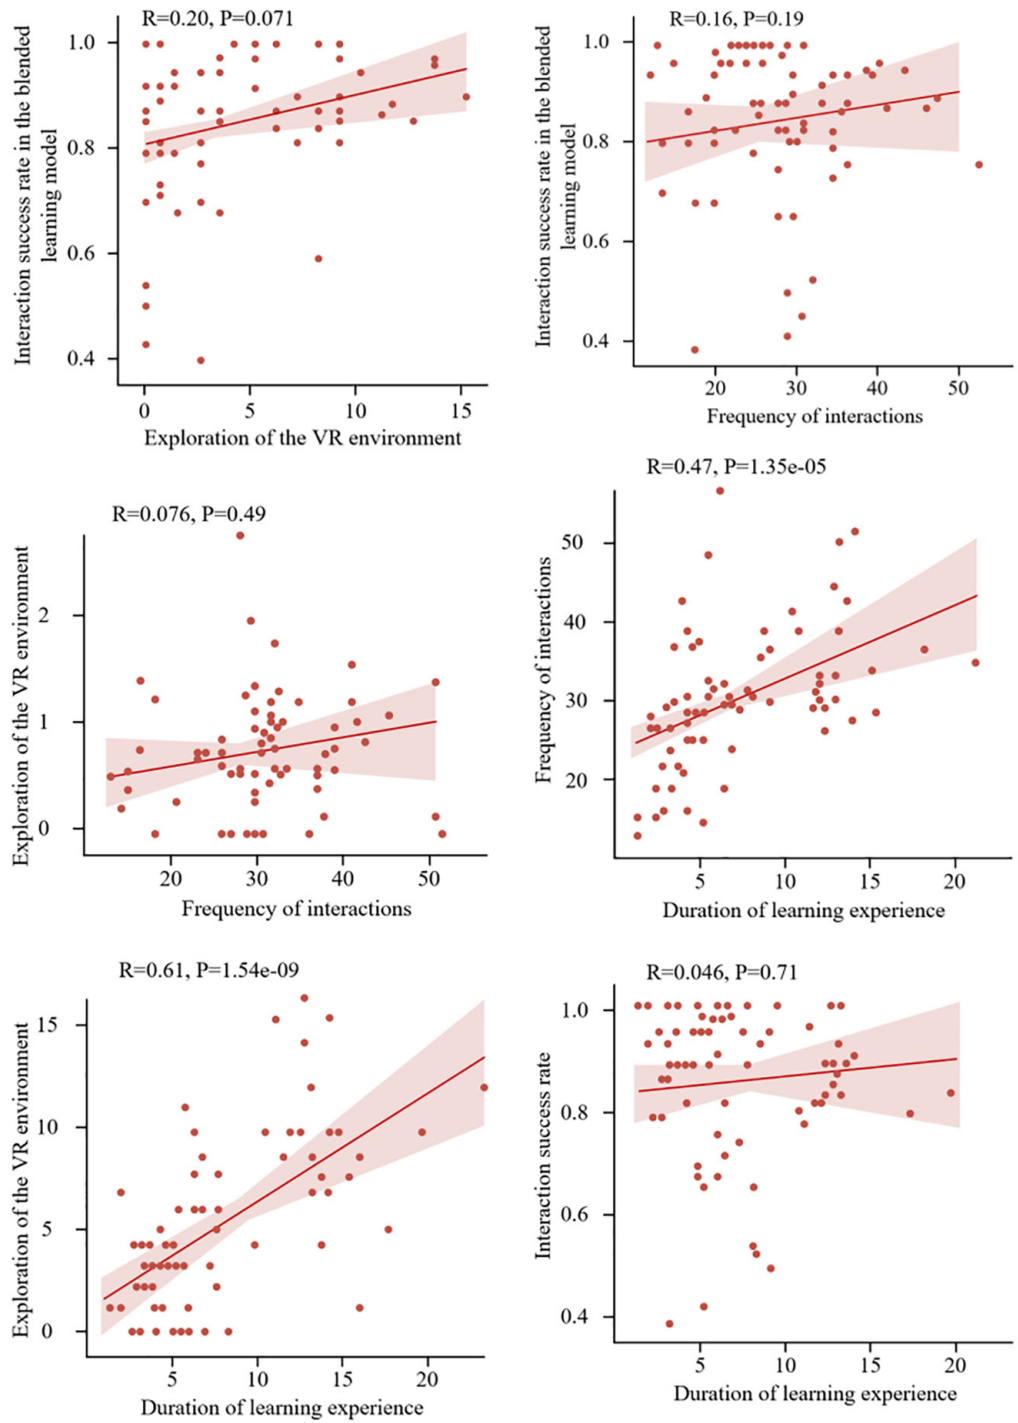 R=0.20, P=0.071
Interaction success rate in the blended
learning model
1.0
0.8
0.6
0.4
0 5 10 15
Exploration of the VR environment
R=0.16, P=0.19
Interaction success rate in the blended
learning model
1.0
0.8
0.6
0.4
20 30 40 50
Frequency of interactions
R=0.076, P=0.49
Exploration of the VR environment
2
1
0
20 30 40 50
Frequency of interactions
R=0.47, P=1.35e-05
Frequency of interactions
50
40
30
20
5 10 15 20
Duration of learning experience
R=0.61, P=1.54e-09
Exploration of the VR environment
15
10
5
0
5 10 15 20
Duration of learning experience
R=0.046, P=0.71
Interaction success rate
1.0
0.8
0.6
0.4
5 10 15 20
Duration of learning experience